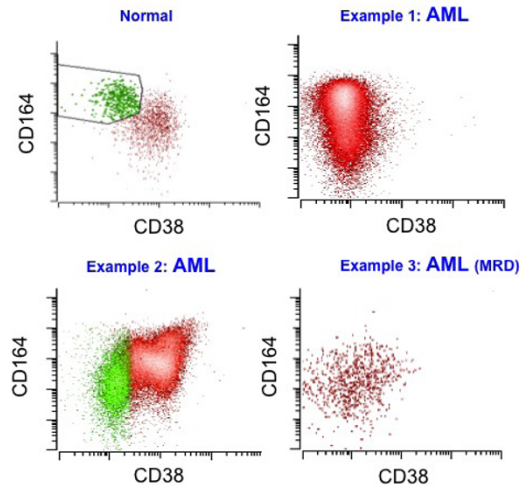 Normal
Example 1: AML
CD164
CD38
CD164
CD38
Example 2: AML
Example 3: AML (MRD)
CD164
CD38
CD164
CD38